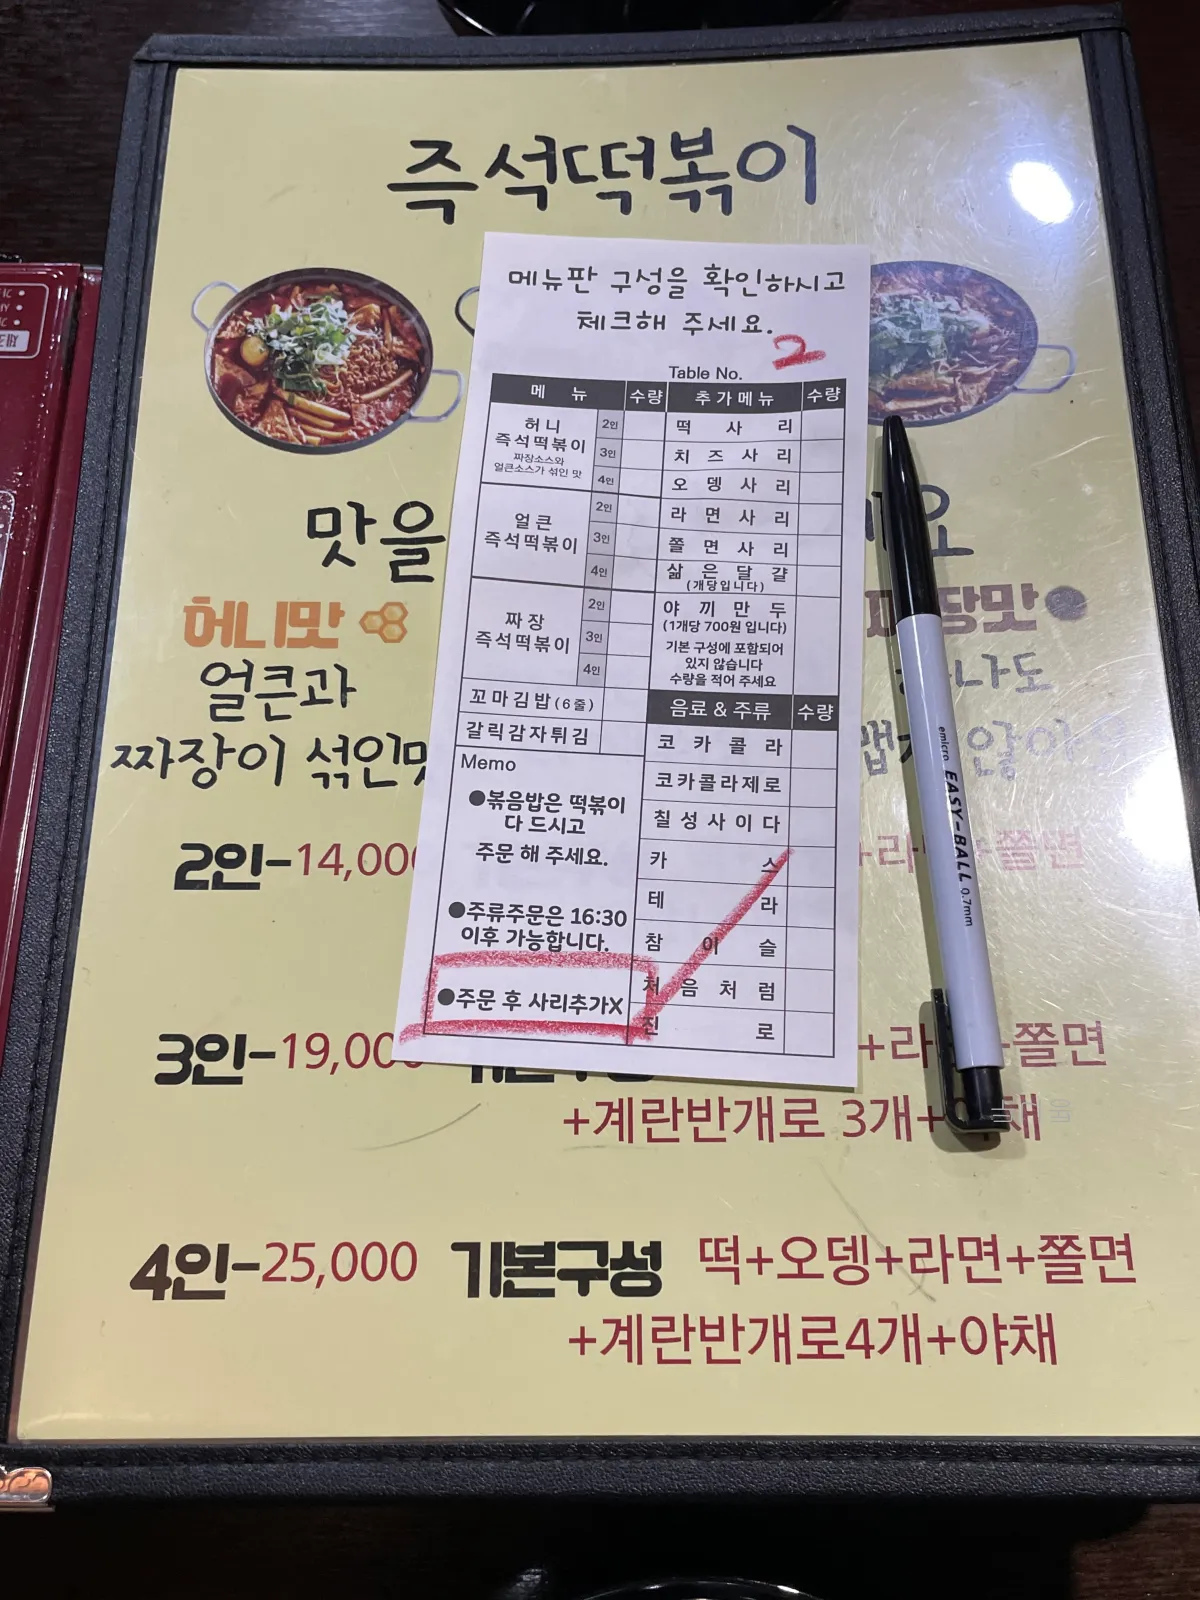 즉석떡볶이
메뉴판 구성을 확인하시고
체크해 주세요.
2
Table No.
메 뉴 수량 추가메뉴 수량
허니
즉석떡볶이
짜장소스와
얼큰소스가 섞인 맛
2인
3인
4인
얼큰
즉석떡볶이
2인
3인
4인
짜장
즉석떡볶이
2인
3인
4인
꼬마김밥(6줄)
갈릭감자튀김
떡 사 리
치 즈 사 리
오 뎅 사 리
라 면 사 리
쫄 면 사 리
삶 은 달 걀
(개당입니다)
야 끼 만 두
(1개당 700원 입니다)
기본 구성에 포함되어
있지 않습니다
수량을 적어 주세요
음료 & 주류 수량
코 카 콜 라
코카콜라제로
칠성사이다
카 스
테 라
참 이 슬
처 음 처 럼
진 로
Memo
●볶음밥은 떡볶이
다 드시고
주문 해 주세요.
●주류주문은 16:30
이후 가능합니다.
●주문 후 사리추가X
맛을
허니맛
얼큰과
짜장이 섞인맛
나도
2인-14,000
+쫄면
3인-19,000
+라 +쫄면
+계란반개로 3개+야채
4인-25,000 기본구성 떡+오뎅+라면+쫄면
+계란반개로4개+야채
emicro EASY-BALL 0.7mm